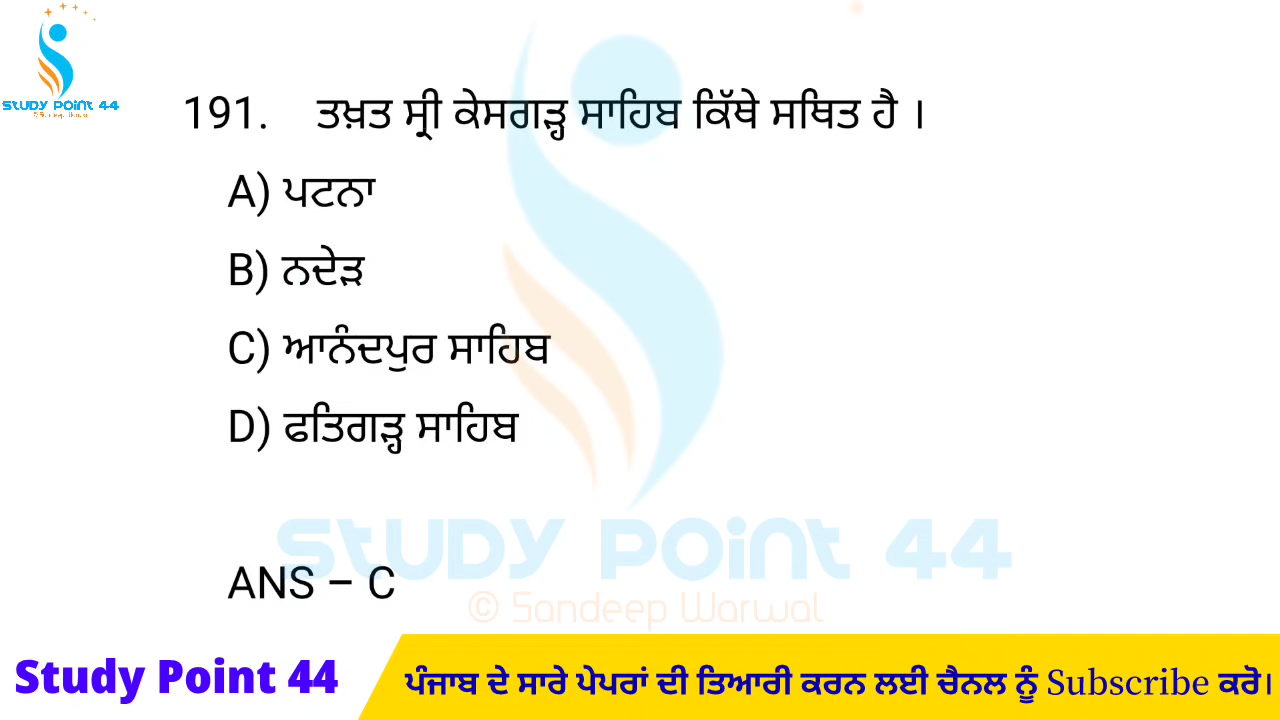 STUDY POINT 44
191. ਤਖ਼ਤ ਸ੍ਰੀ ਕੇਸਗੜ੍ਹ ਸਾਹਿਬ ਕਿੱਥੇ ਸਥਿਤ ਹੈ ।
A) ਪਟਨਾ
B) ਨਦੇੜ
C) ਆਨੰਦਪੁਰ ਸਾਹਿਬ
D) ਫਤਿਗੜ੍ਹ ਸਾਹਿਬ
STUDY POINT 44
ANS – C
© Sandeep Warwal
Study Point 44
ਪੰਜਾਬ ਦੇ ਸਾਰੇ ਪੇਪਰਾਂ ਦੀ ਤਿਆਰੀ ਕਰਨ ਲਈ ਚੈਨਲ ਨੂੰ Subscribe ਕਰੋ।